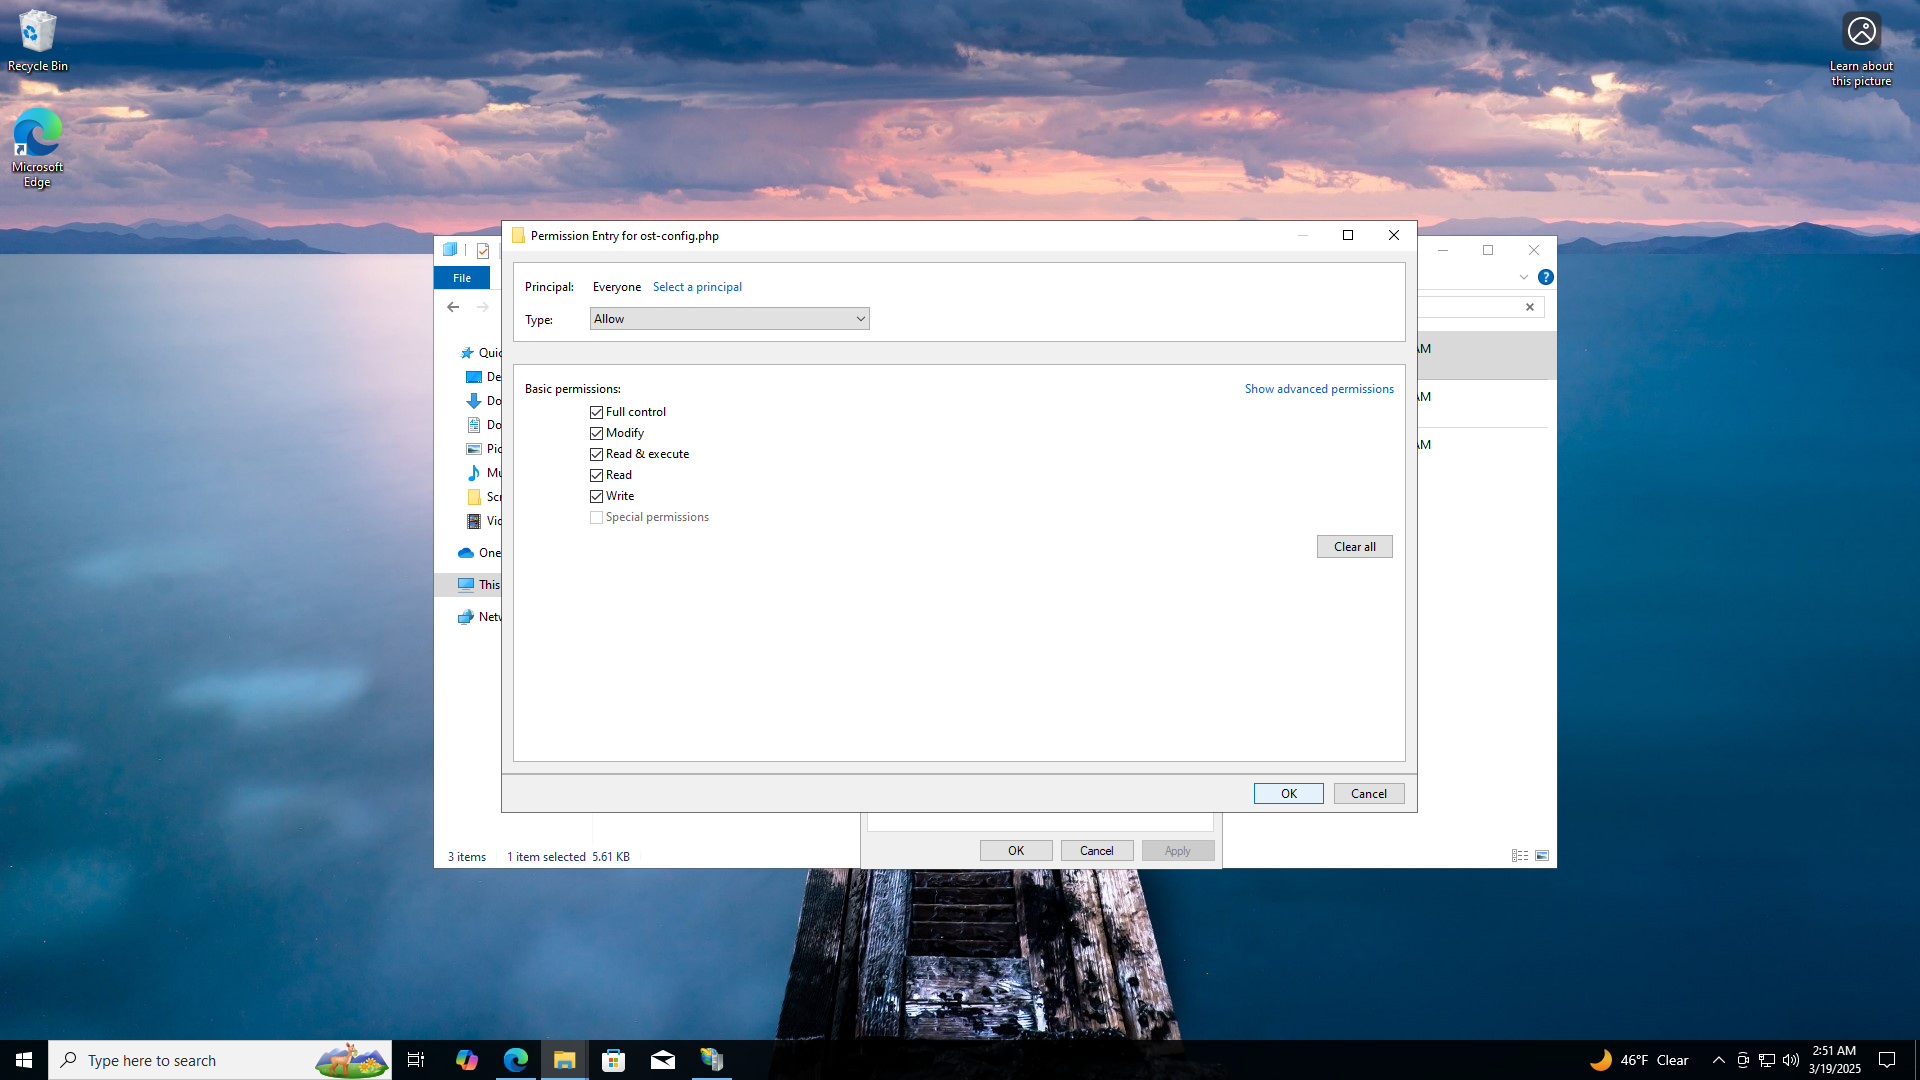 Recycle Bin
Microsoft
Edge
Learn about
this picture
Permission Entry for ost-config.php
Principal: Everyone Select a principal
Type: Allow
Basic permissions: Show advanced permissions
Full control
Modify
Read & execute
Read
Write
Special permissions
Clear all
OK Cancel
File
Quic
De
Do
Do
Pic
Mu
Scr
Vic
One
This
Netw
AM
AM
AM
OK Cancel Apply
3 items 1 item selected 5.61 KB
Type here to search
46°F Clear
2:51 AM
3/19/2025